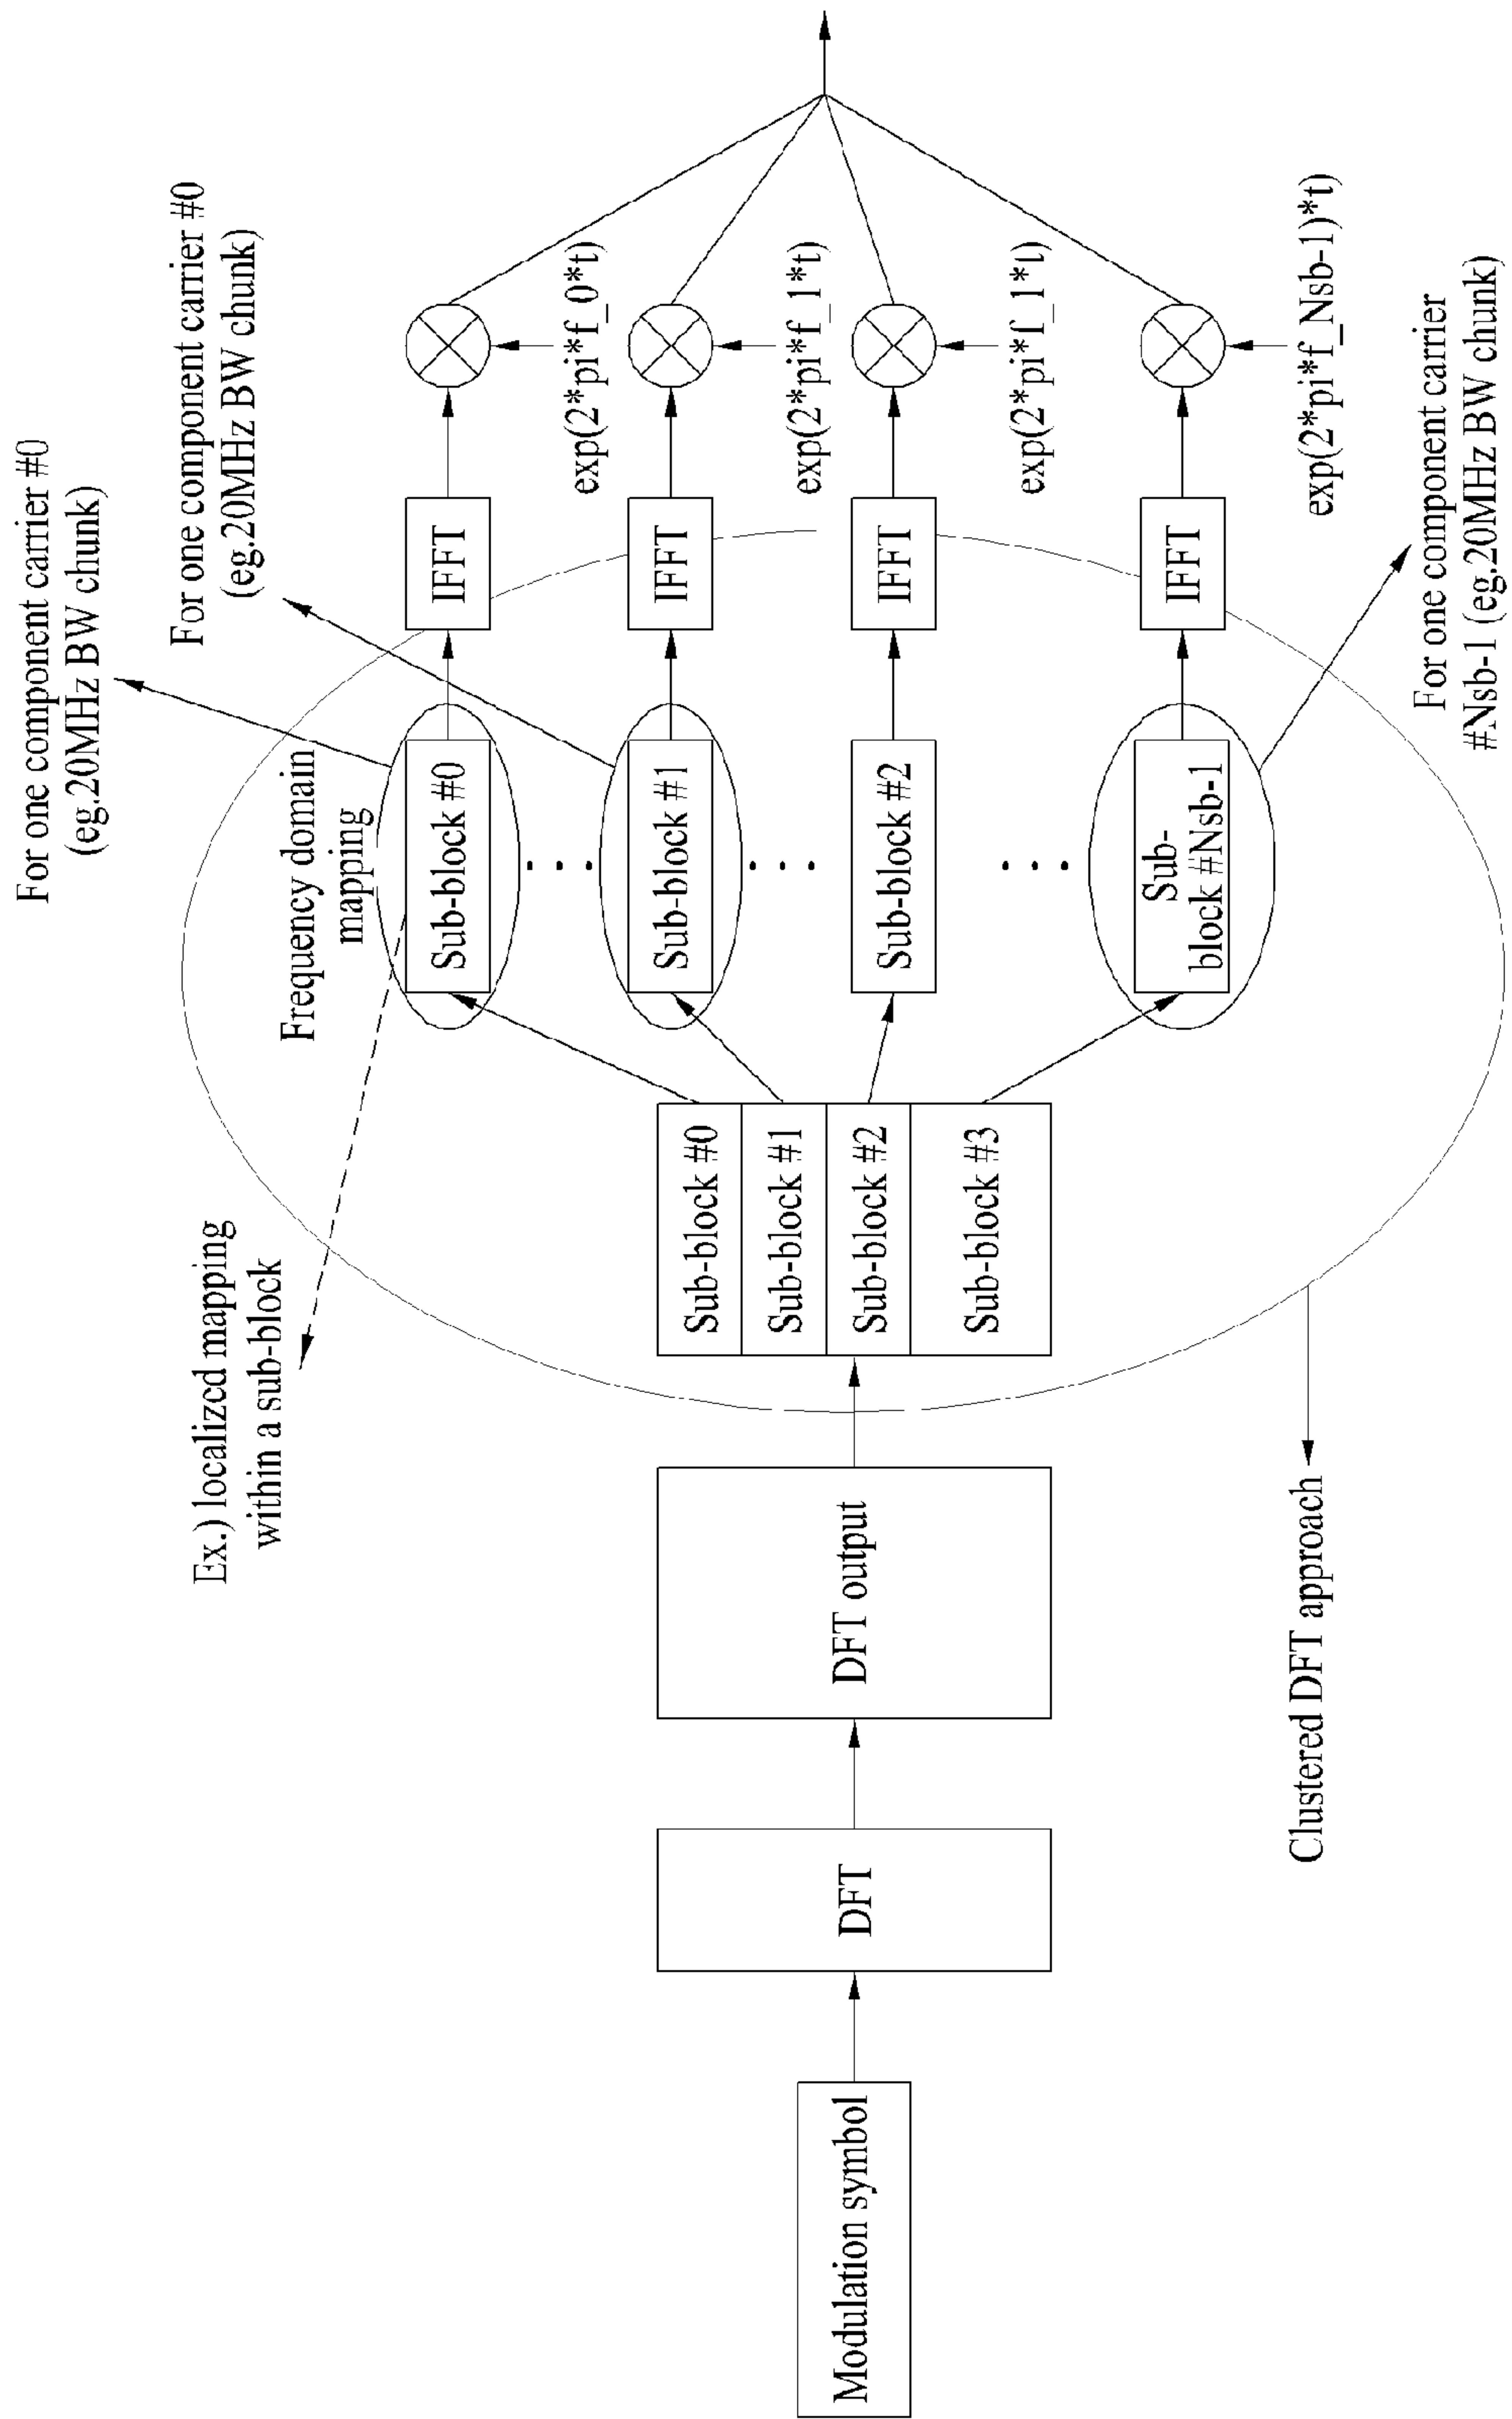 For one component carrier #0
(eg.20MHz BW chunk)
For one component carrier #0
(eg.20MHz BW chunk)
Ex.) localized mapping
within a sub-block
Frequency domain
mapping
Modulation symbol
DFT
DFT output
Sub-block #0
Sub-block #1
Sub-block #2
Sub-block #3
Sub-block #0
IFFT
exp(2*pi*f_0*t)
Sub-block #1
IFFT
exp(2*pi*f_1*t)
Sub-block #2
IFFT
exp(2*pi*f_1*t)
Sub-
block #Nsb-1
IFFT
exp(2*pi*f_Nsb-1)*t)
Clustered DFT approach
For one component carrier
#Nsb-1 (eg.20MHz BW chunk)